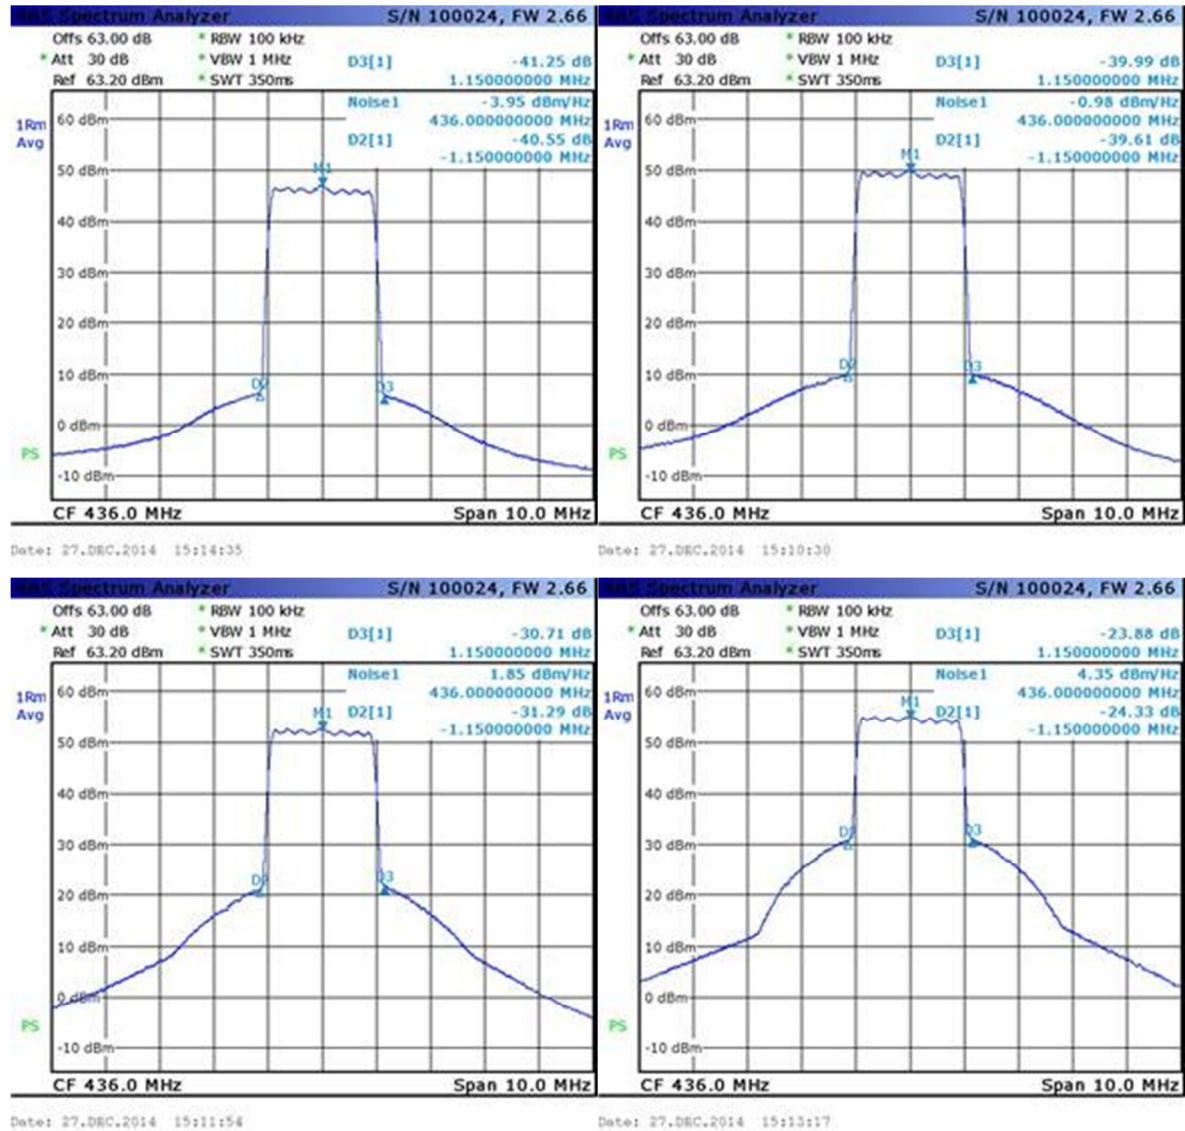 R&S Spectrum Analyzer S/N 100024, FW 2.66
Offs 63.00 dB * RBW 100 kHz
* Att 30 dB * VBW 1 MHz D3[1] -41.25 dB
Ref 63.20 dBm * SWT 350ms 1.150000000 MHz
Noise1 -3.95 dBm/Hz
436.000000000 MHz
D2[1] -40.55 dB
-1.150000000 MHz
1Rm
Avg
60 dBm
M1
50 dBm
40 dBm
30 dBm
20 dBm
10 dBm
D2
D3
0 dBm
PS
-10 dBm
CF 436.0 MHz Span 10.0 MHz
Date: 27.DEC.2014 15:14:35
R&S Spectrum Analyzer S/N 100024, FW 2.66
Offs 63.00 dB * RBW 100 kHz
* Att 30 dB * VBW 1 MHz D3[1] -39.99 dB
Ref 63.20 dBm * SWT 350ms 1.150000000 MHz
Noise1 -0.98 dBm/Hz
436.000000000 MHz
D2[1] -39.61 dB
-1.150000000 MHz
1Rm
Avg
60 dBm
M1
50 dBm
40 dBm
30 dBm
20 dBm
10 dBm
D2
D3
0 dBm
PS
-10 dBm
CF 436.0 MHz Span 10.0 MHz
Date: 27.DEC.2014 15:10:30
R&S Spectrum Analyzer S/N 100024, FW 2.66
Offs 63.00 dB * RBW 100 kHz
* Att 30 dB * VBW 1 MHz D3[1] -30.71 dB
Ref 63.20 dBm * SWT 350ms 1.150000000 MHz
Noise1 1.85 dBm/Hz
436.000000000 MHz
D2[1] -31.29 dB
-1.150000000 MHz
1Rm
Avg
60 dBm
M1
50 dBm
40 dBm
30 dBm
20 dBm
D2
D3
10 dBm
0 dBm
PS
-10 dBm
CF 436.0 MHz Span 10.0 MHz
Date: 27.DEC.2014 15:11:54
R&S Spectrum Analyzer S/N 100024, FW 2.66
Offs 63.00 dB * RBW 100 kHz
* Att 30 dB * VBW 1 MHz D3[1] -23.88 dB
Ref 63.20 dBm * SWT 350ms 1.150000000 MHz
Noise1 4.35 dBm/Hz
436.000000000 MHz
D2[1] -24.33 dB
-1.150000000 MHz
1Rm
Avg
60 dBm
M1
50 dBm
40 dBm
30 dBm
D2
D3
20 dBm
10 dBm
0 dBm
PS
-10 dBm
CF 436.0 MHz Span 10.0 MHz
Date: 27.DEC.2014 15:13:17